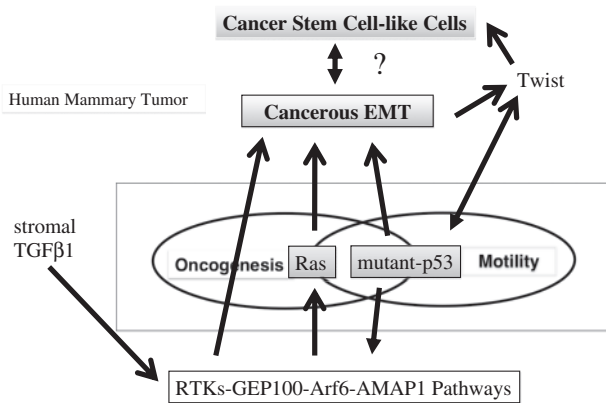 Cancer Stem Cell-like Cells
?
Twist
Human Mammary Tumor
Cancerous EMT
stromal
TGFβ1
Oncogenesis
Ras
mutant-p53
Motility
RTKs-GEP100-Arf6-AMAP1 Pathways